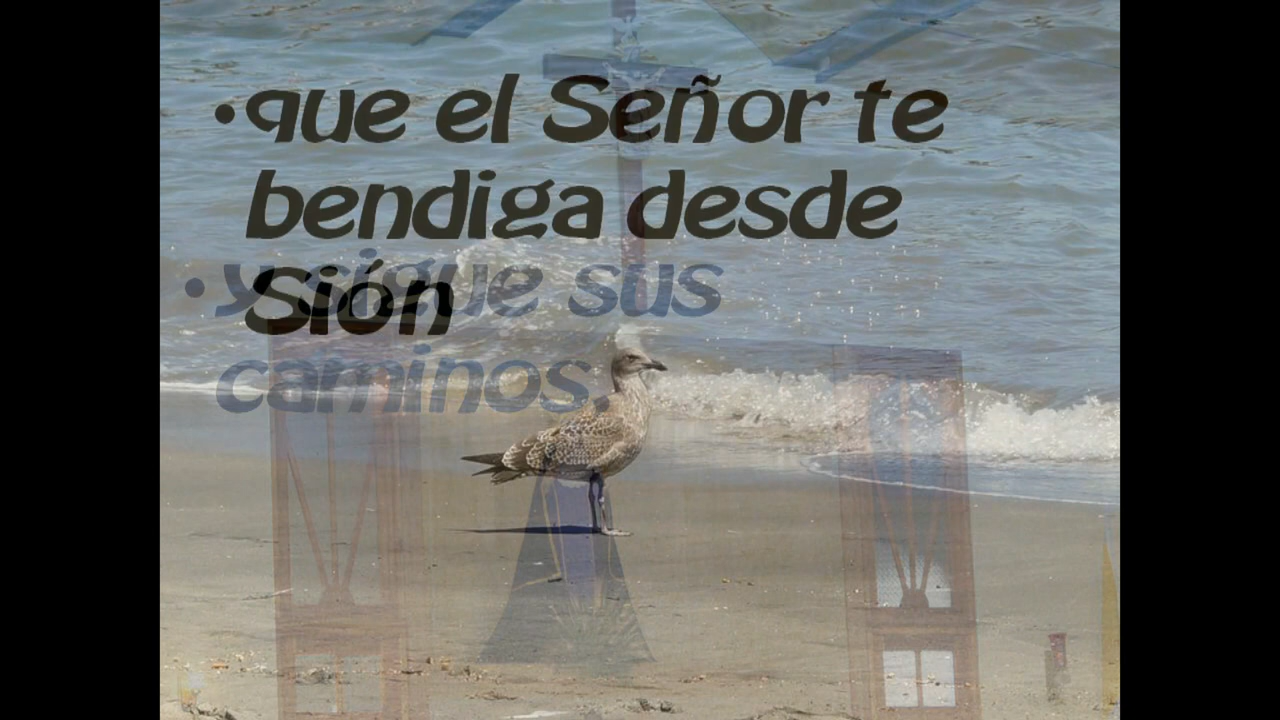 •que el Señor te
bendiga desde
Sión
•y sigue sus
caminos.